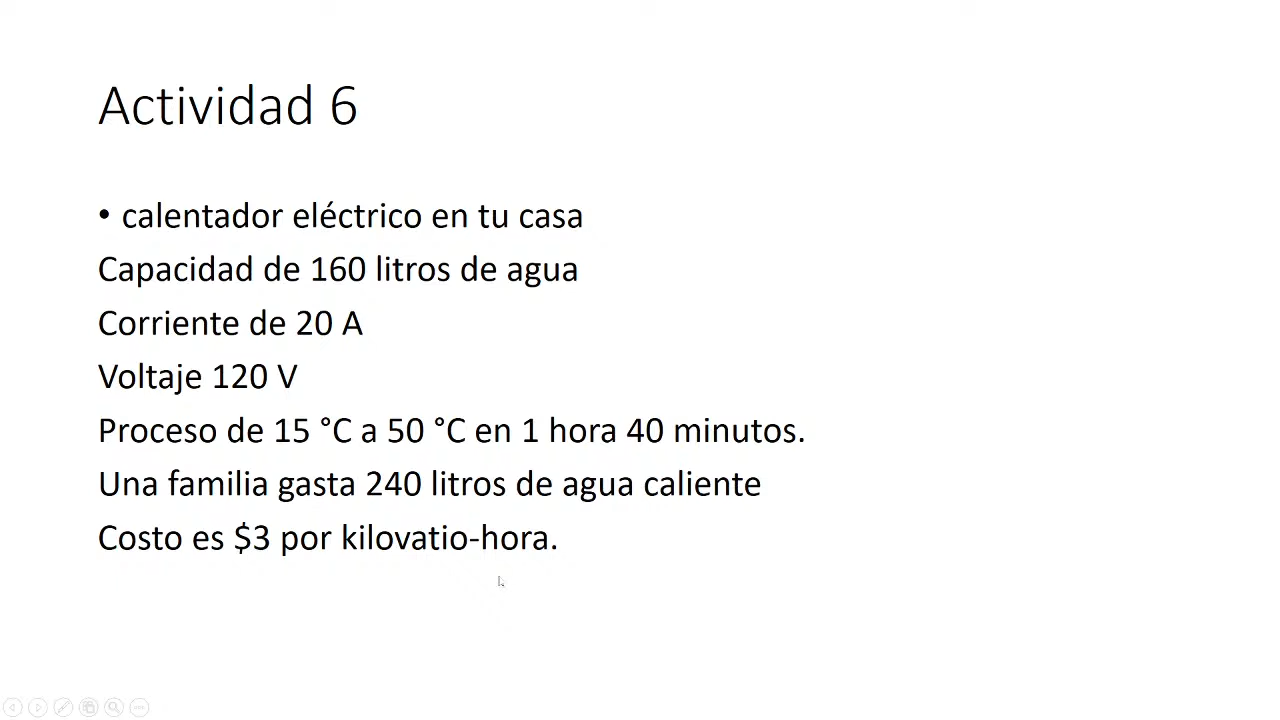 Actividad 6
• calentador eléctrico en tu casa
Capacidad de 160 litros de agua
Corriente de 20 A
Voltaje 120 V
Proceso de 15 °C a 50 °C en 1 hora 40 minutos.
Una familia gasta 240 litros de agua caliente
Costo es $3 por kilovatio-hora.